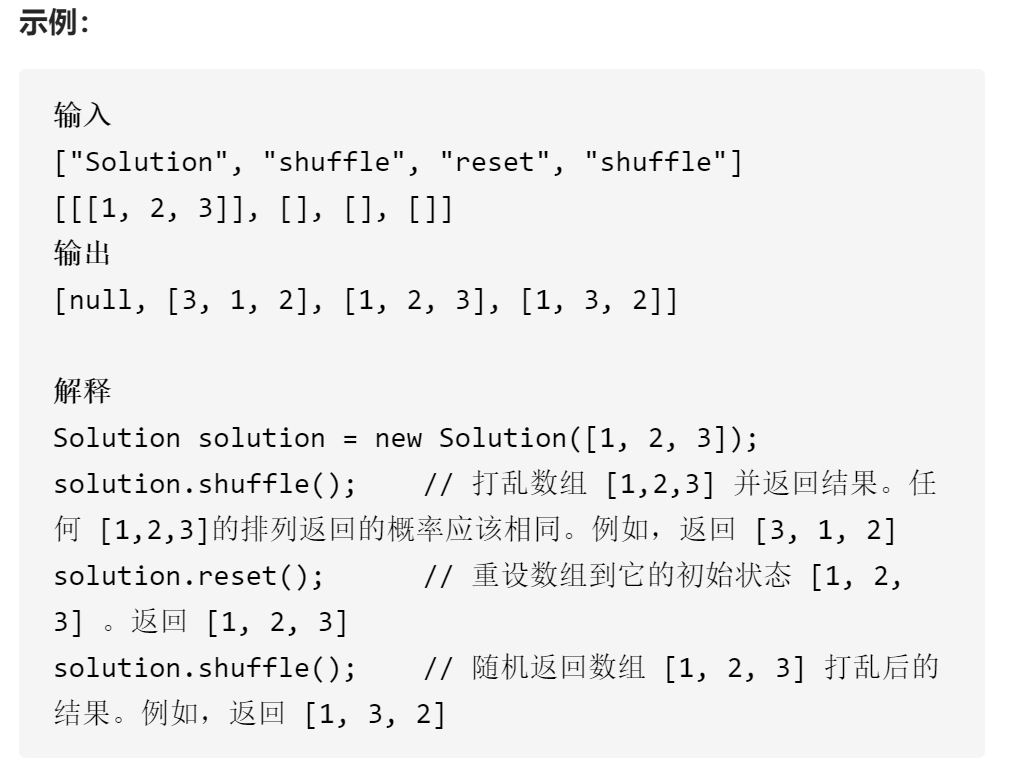 示例：
输入
["Solution", "shuffle", "reset", "shuffle"]
[[[1, 2, 3]], [], [], []]
输出
[null, [3, 1, 2], [1, 2, 3], [1, 3, 2]]
解释
Solution solution = new Solution([1, 2, 3]);
solution.shuffle();    // 打乱数组 [1,2,3] 并返回结果。任
何 [1,2,3]的排列返回的概率应该相同。例如，返回 [3, 1, 2]
solution.reset();      // 重设数组到它的初始状态 [1, 2,
3] 。返回 [1, 2, 3]
solution.shuffle();    // 随机返回数组 [1, 2, 3] 打乱后的
结果。例如，返回 [1, 3, 2]